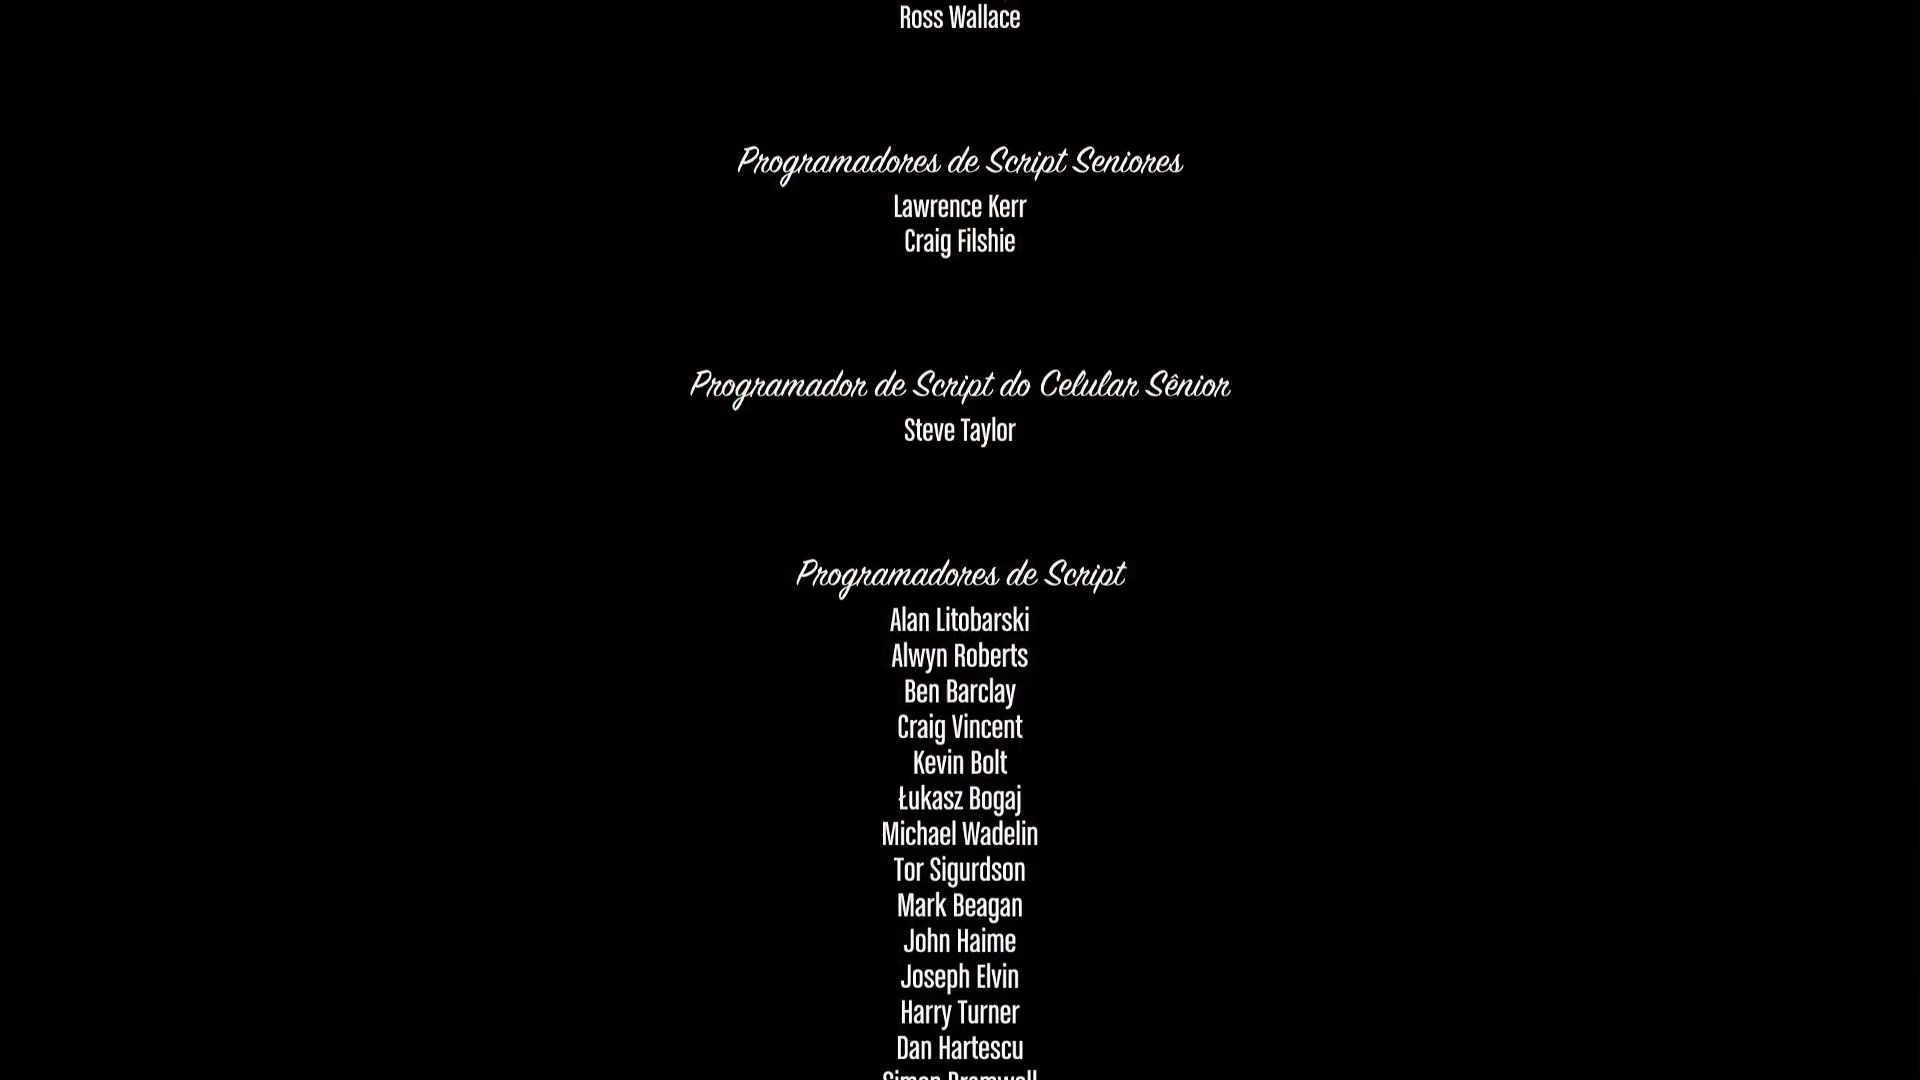 Ross Wallace
Programadores de Script Seniores
Lawrence Kerr
Craig Filshie
Programador de Script do Celular Sênior
Steve Taylor
Programadores de Script
Alan Litobarski
Alwyn Roberts
Ben Barclay
Craig Vincent
Kevin Bolt
Łukasz Bogaj
Michael Wadelin
Tor Sigurdson
Mark Beagan
John Haime
Joseph Elvin
Harry Turner
Dan Hartescu